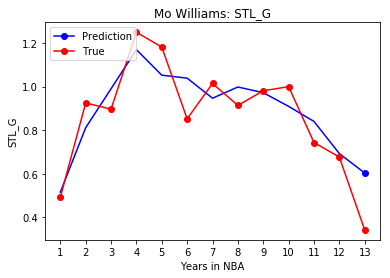 Mo Williams: STL_G
Prediction
True
1.2
1.0
0.8
0.6
0.4
STL_G
1 2 3 4 5 6 7 8 9 10 11 12 13
Years in NBA